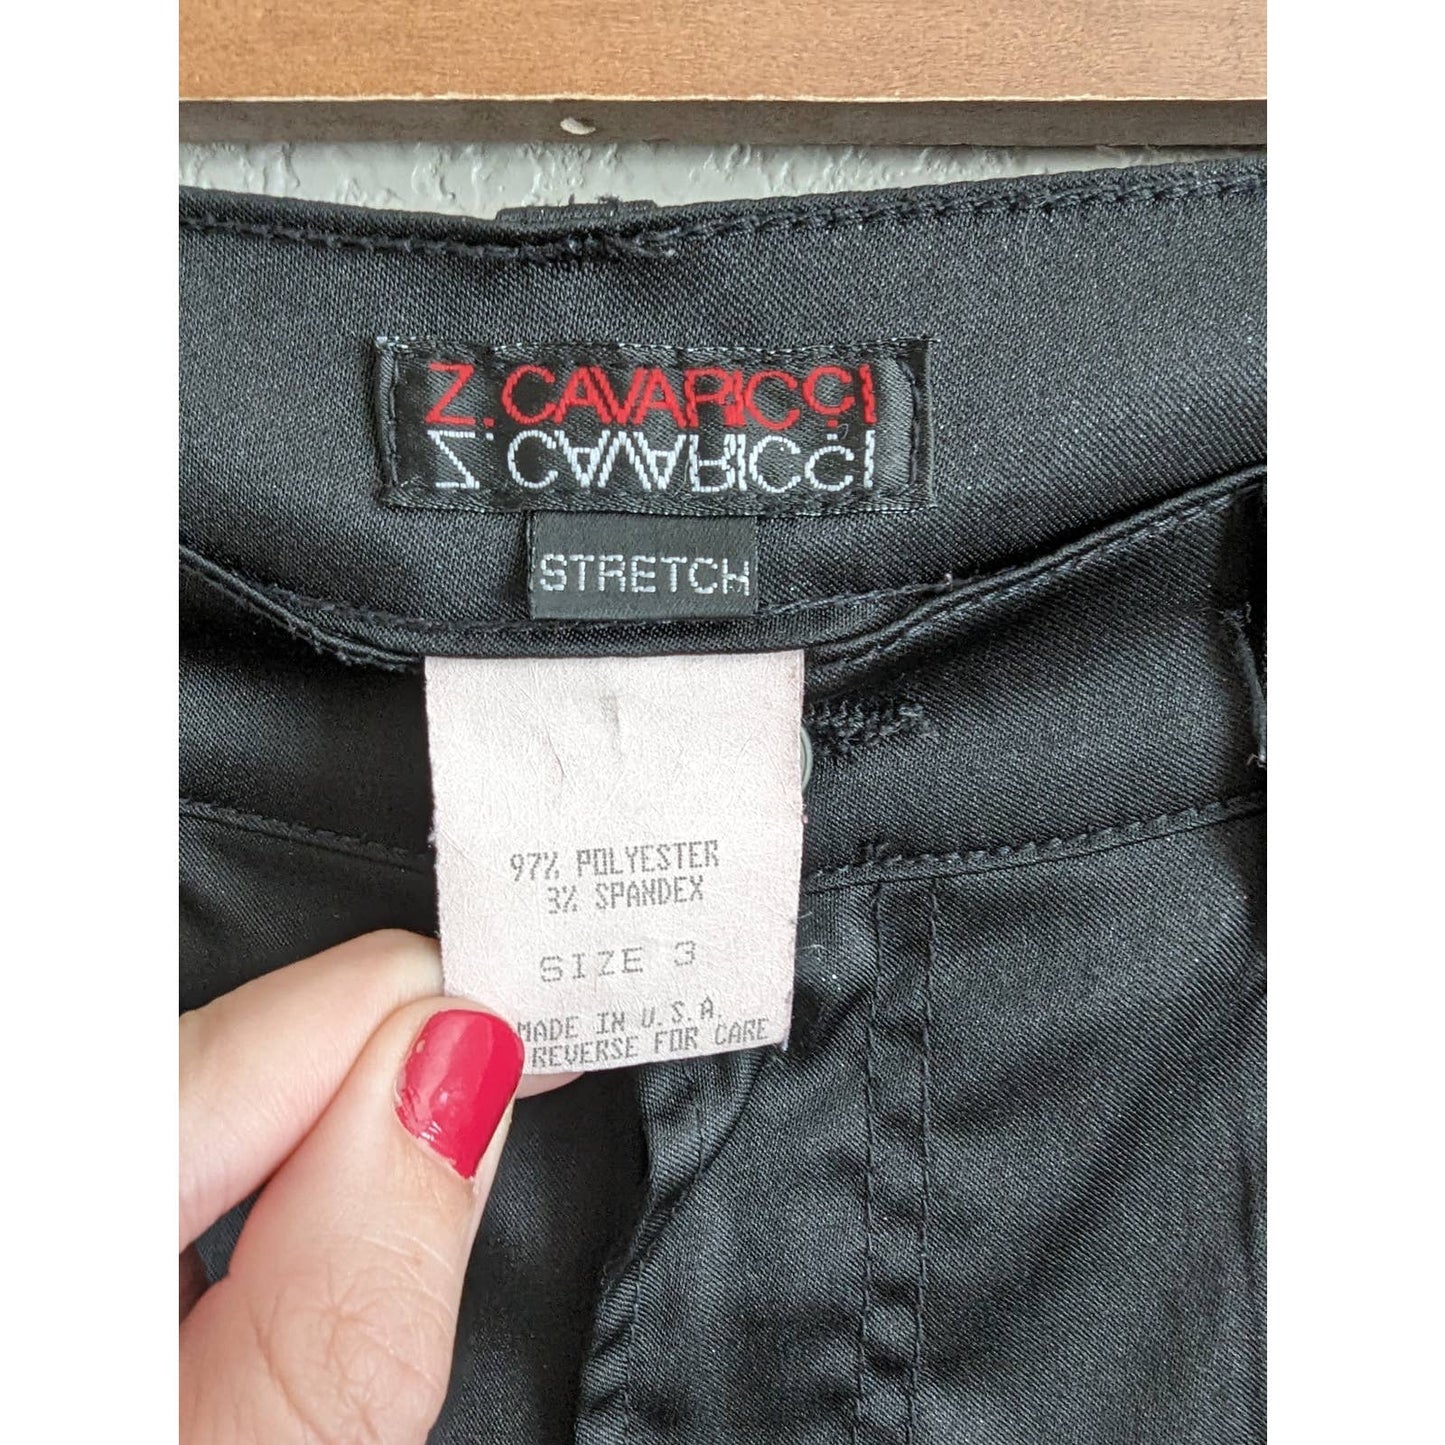 Z. CAVARICCI
Z. CAVARICCI
STRETCH
97% POLYESTER
3% SPANDEX
SIZE 3
MADE IN U.S.A.
REVERSE FOR CARE